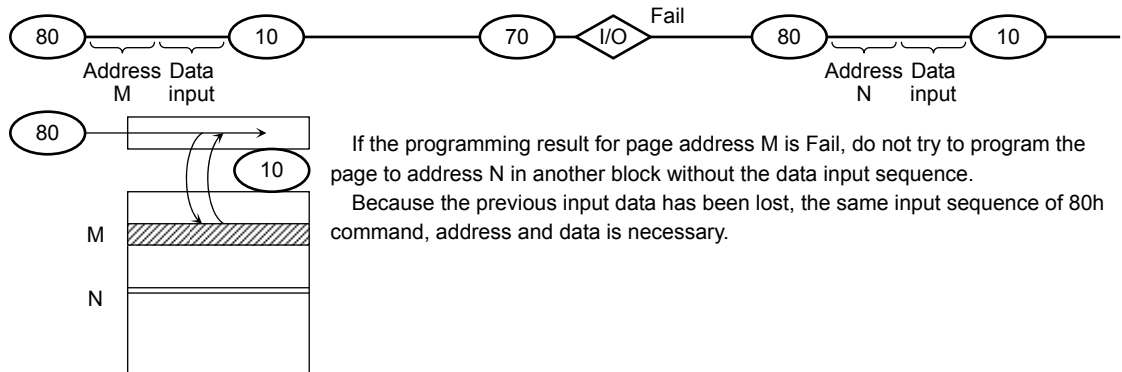 Fail
80 10 70 I/O 80 10
Address Data Address Data
M input N input
80
If the programming result for page address M is Fail, do not try to program the
10
page to address N in another block without the data input sequence.
Because the previous input data has been lost, the same input sequence of 80h
M
command, address and data is necessary.
N